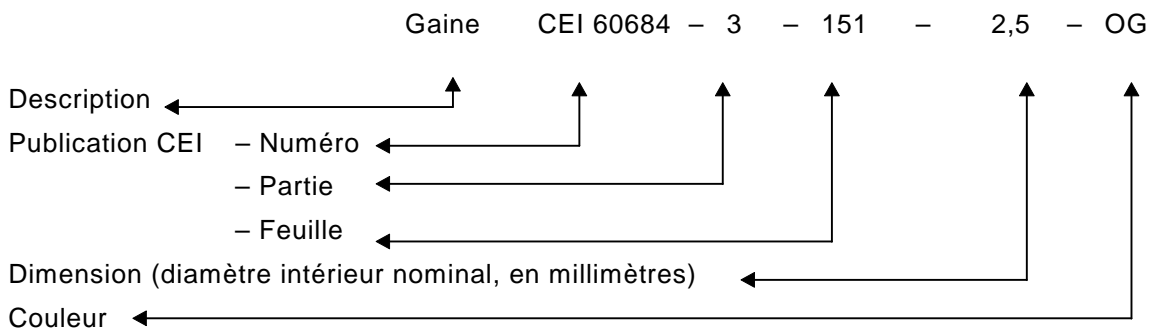 Gaine CEI 60684 – 3 – 151 – 2,5 – OG
Description
Publication CEI – Numéro
– Partie
– Feuille
Dimension (diamètre intérieur nominal, en millimètres)
Couleur